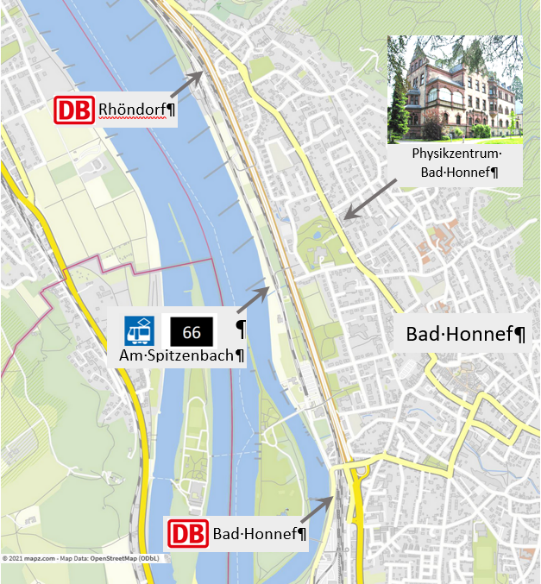 DB Rhöndorf¶
Physikzentrum·
Bad·Honnef¶
66 ¶
Am·Spitzenbach¶
Bad·Honnef¶
DB Bad·Honnef¶
© 2021 mapz.com - Map Data: OpenStreetMap (ODbL)